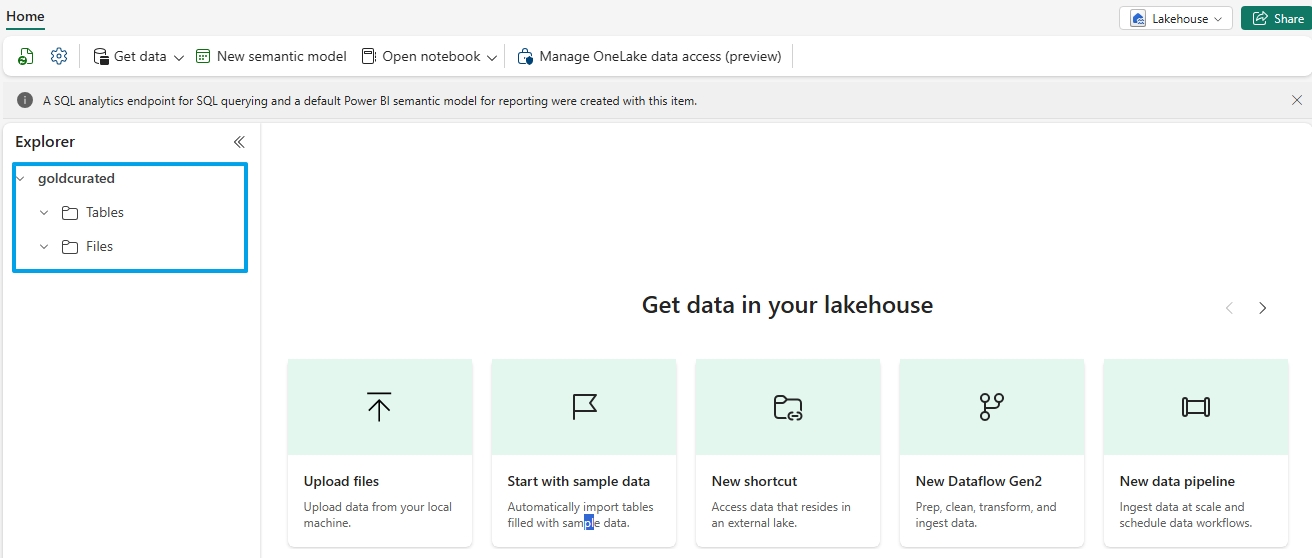 Home
Lakehouse
Share
Get data
New semantic model
Open notebook
Manage OneLake data access (preview)
A SQL analytics endpoint for SQL querying and a default Power BI semantic model for reporting were created with this item.
Explorer
goldcurated
Tables
Files
Get data in your lakehouse
Upload files
Upload data from your local
machine.
Start with sample data
Automatically import tables
filled with sample data.
New shortcut
Access data that resides in
an external lake.
New Dataflow Gen2
Prep, clean, transform, and
ingest data.
New data pipeline
Ingest data at scale and
schedule data workflows.